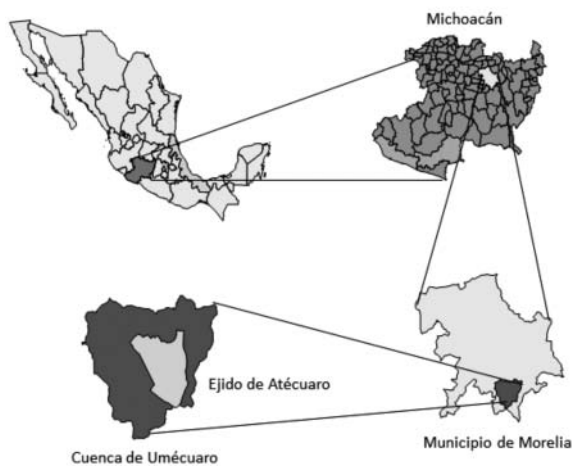 Michoacán
Ejido de Atécuaro
Cuenca de Umécuaro
Municipio de Morelia